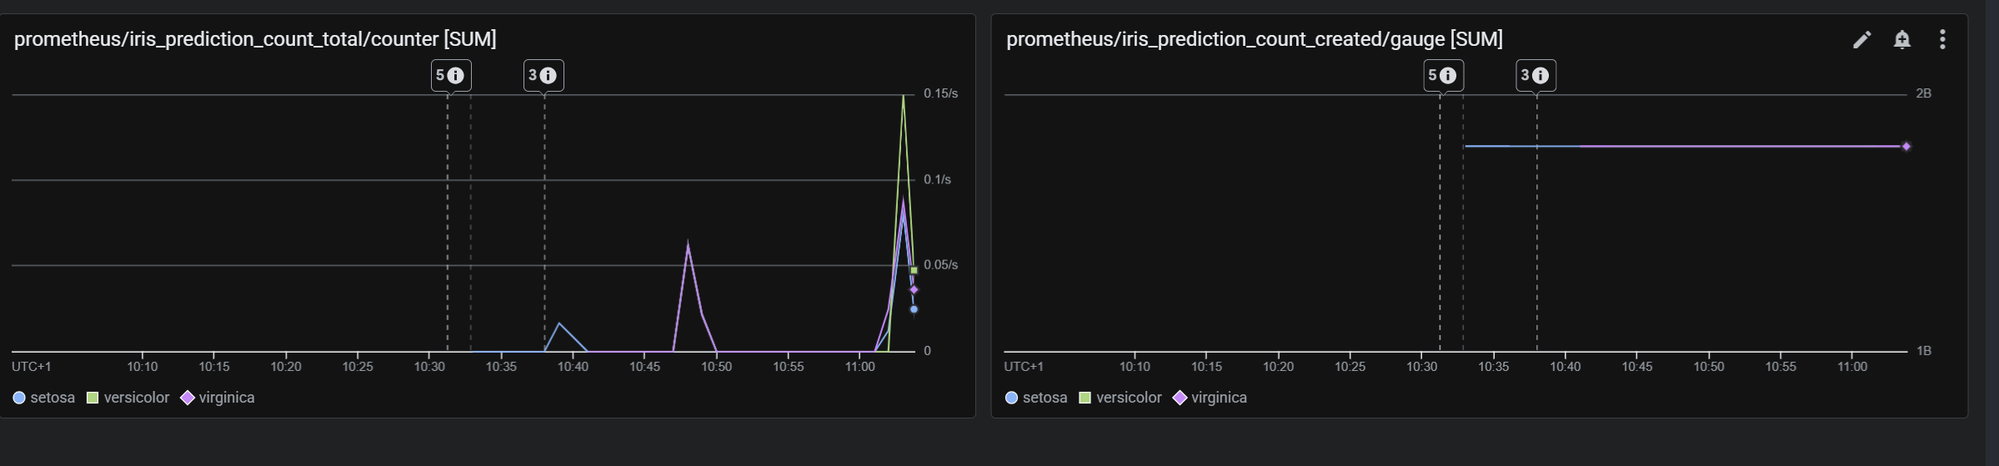 prometheus/iris_prediction_count_total/counter [SUM]
5 3
0.15/s
0.1/s
0.05/s
0
UTC+1 10:10 10:15 10:20 10:25 10:30 10:35 10:40 10:45 10:50 10:55 11:00
setosa versicolor virginica
prometheus/iris_prediction_count_created/gauge [SUM]
5 3
2B
1B
UTC+1 10:10 10:15 10:20 10:25 10:30 10:35 10:40 10:45 10:50 10:55 11:00
setosa versicolor virginica